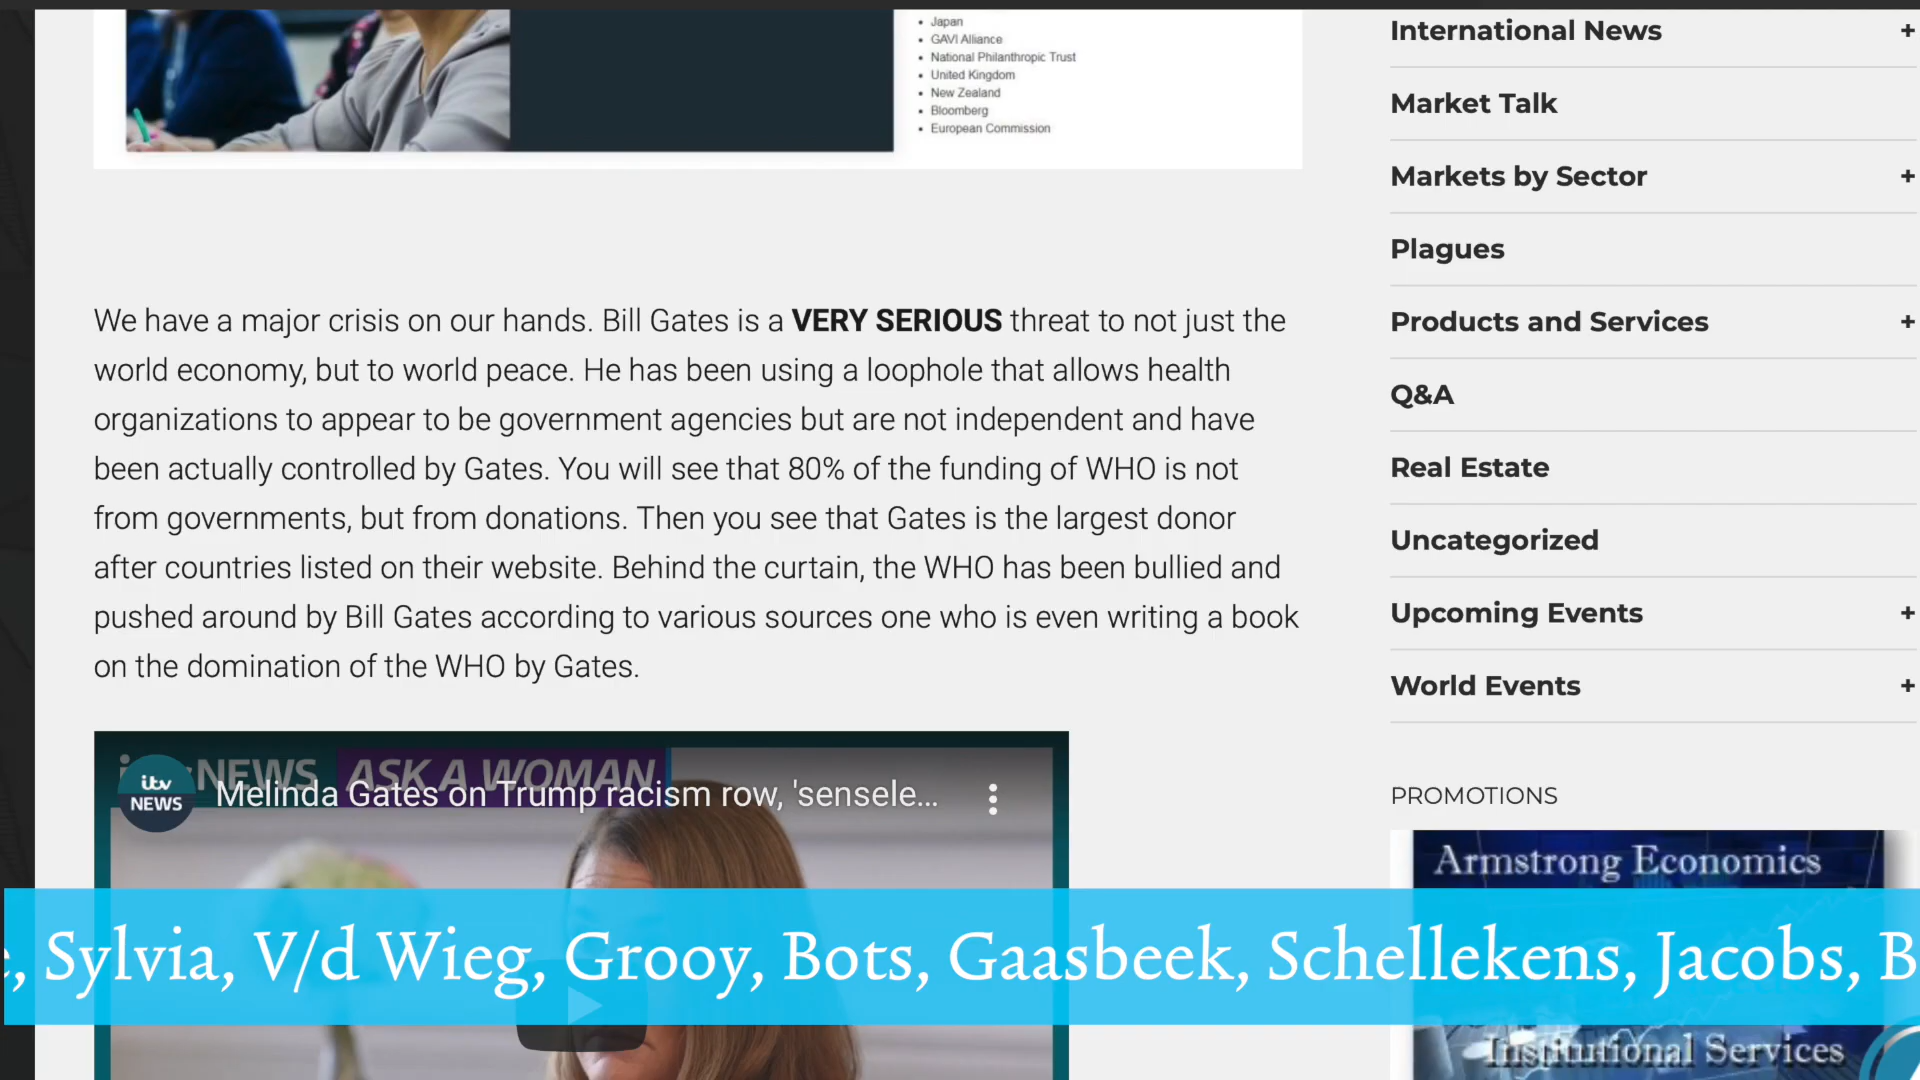 Japan
GAVI Alliance
National Philanthropic Trust
United Kingdom
New Zealand
Bloomberg
European Commission
We have a major crisis on our hands. Bill Gates is a VERY SERIOUS threat to not just the
world economy, but to world peace. He has been using a loophole that allows health
organizations to appear to be government agencies but are not independent and have
been actually controlled by Gates. You will see that 80% of the funding of WHO is not
from governments, but from donations. Then you see that Gates is the largest donor
after countries listed on their website. Behind the curtain, the WHO has been bullied and
pushed around by Bill Gates according to various sources one who is even writing a book
on the domination of the WHO by Gates.
NEWS ASK A WOMAN
itv
NEWS
Melinda Gates on Trump racism row, 'sensele...
International News +
Market Talk
Markets by Sector +
Plagues
Products and Services +
Q&A
Real Estate
Uncategorized
Upcoming Events +
World Events +
PROMOTIONS
Armstrong Economics
Institutional Services
, Sylvia, V/d Wieg, Grooy, Bots, Gaasbeek, Schellekens, Jacobs, B